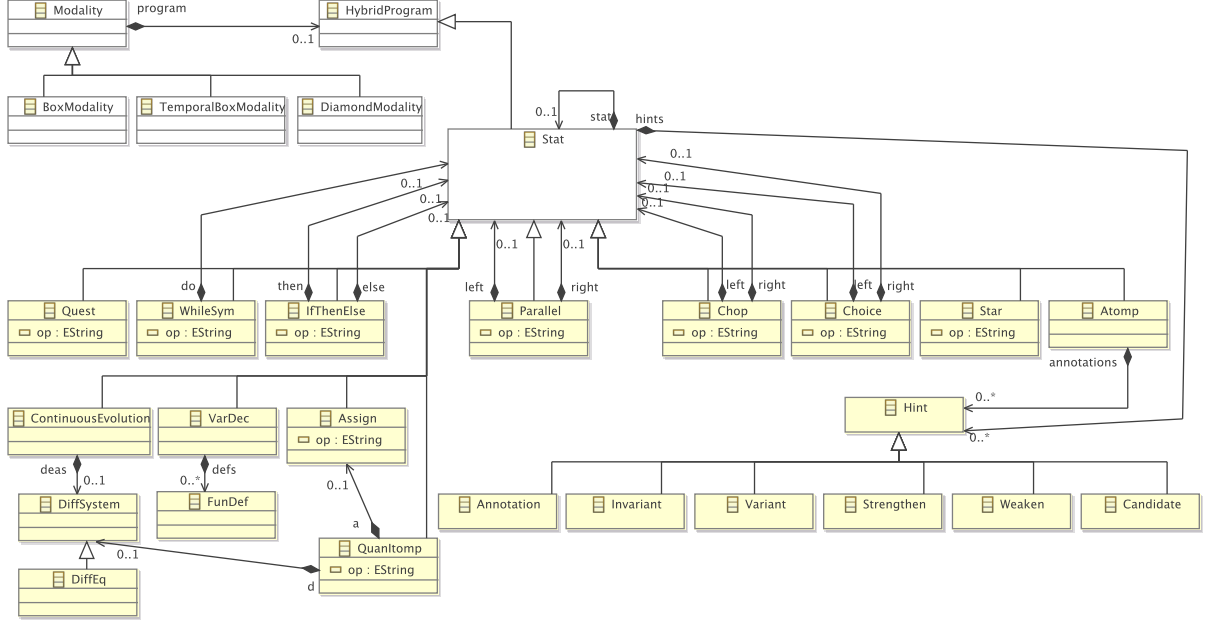 Modality
program
0..1
HybridProgram
BoxModality
TemporalBoxModality
DiamondModality
0..1
stat
hints
Stat
0..1
0..1
0..1
0..1
0..1
0..1
0..1
0..1
0..1
0..1
do
then
else
left
right
left
right
left
right
Quest
op : EString
WhileSym
op : EString
IfThenElse
op : EString
Parallel
op : EString
Chop
op : EString
Choice
op : EString
Star
op : EString
Atomp
annotations
0..*
Hint
0..*
ContinuousEvolution
VarDec
Assign
op : EString
deas
0..1
defs
0..*
0..1
a
DiffSystem
FunDef
0..1
d
QuanItomp
op : EString
DiffEq
Annotation
Invariant
Variant
Strengthen
Weaken
Candidate